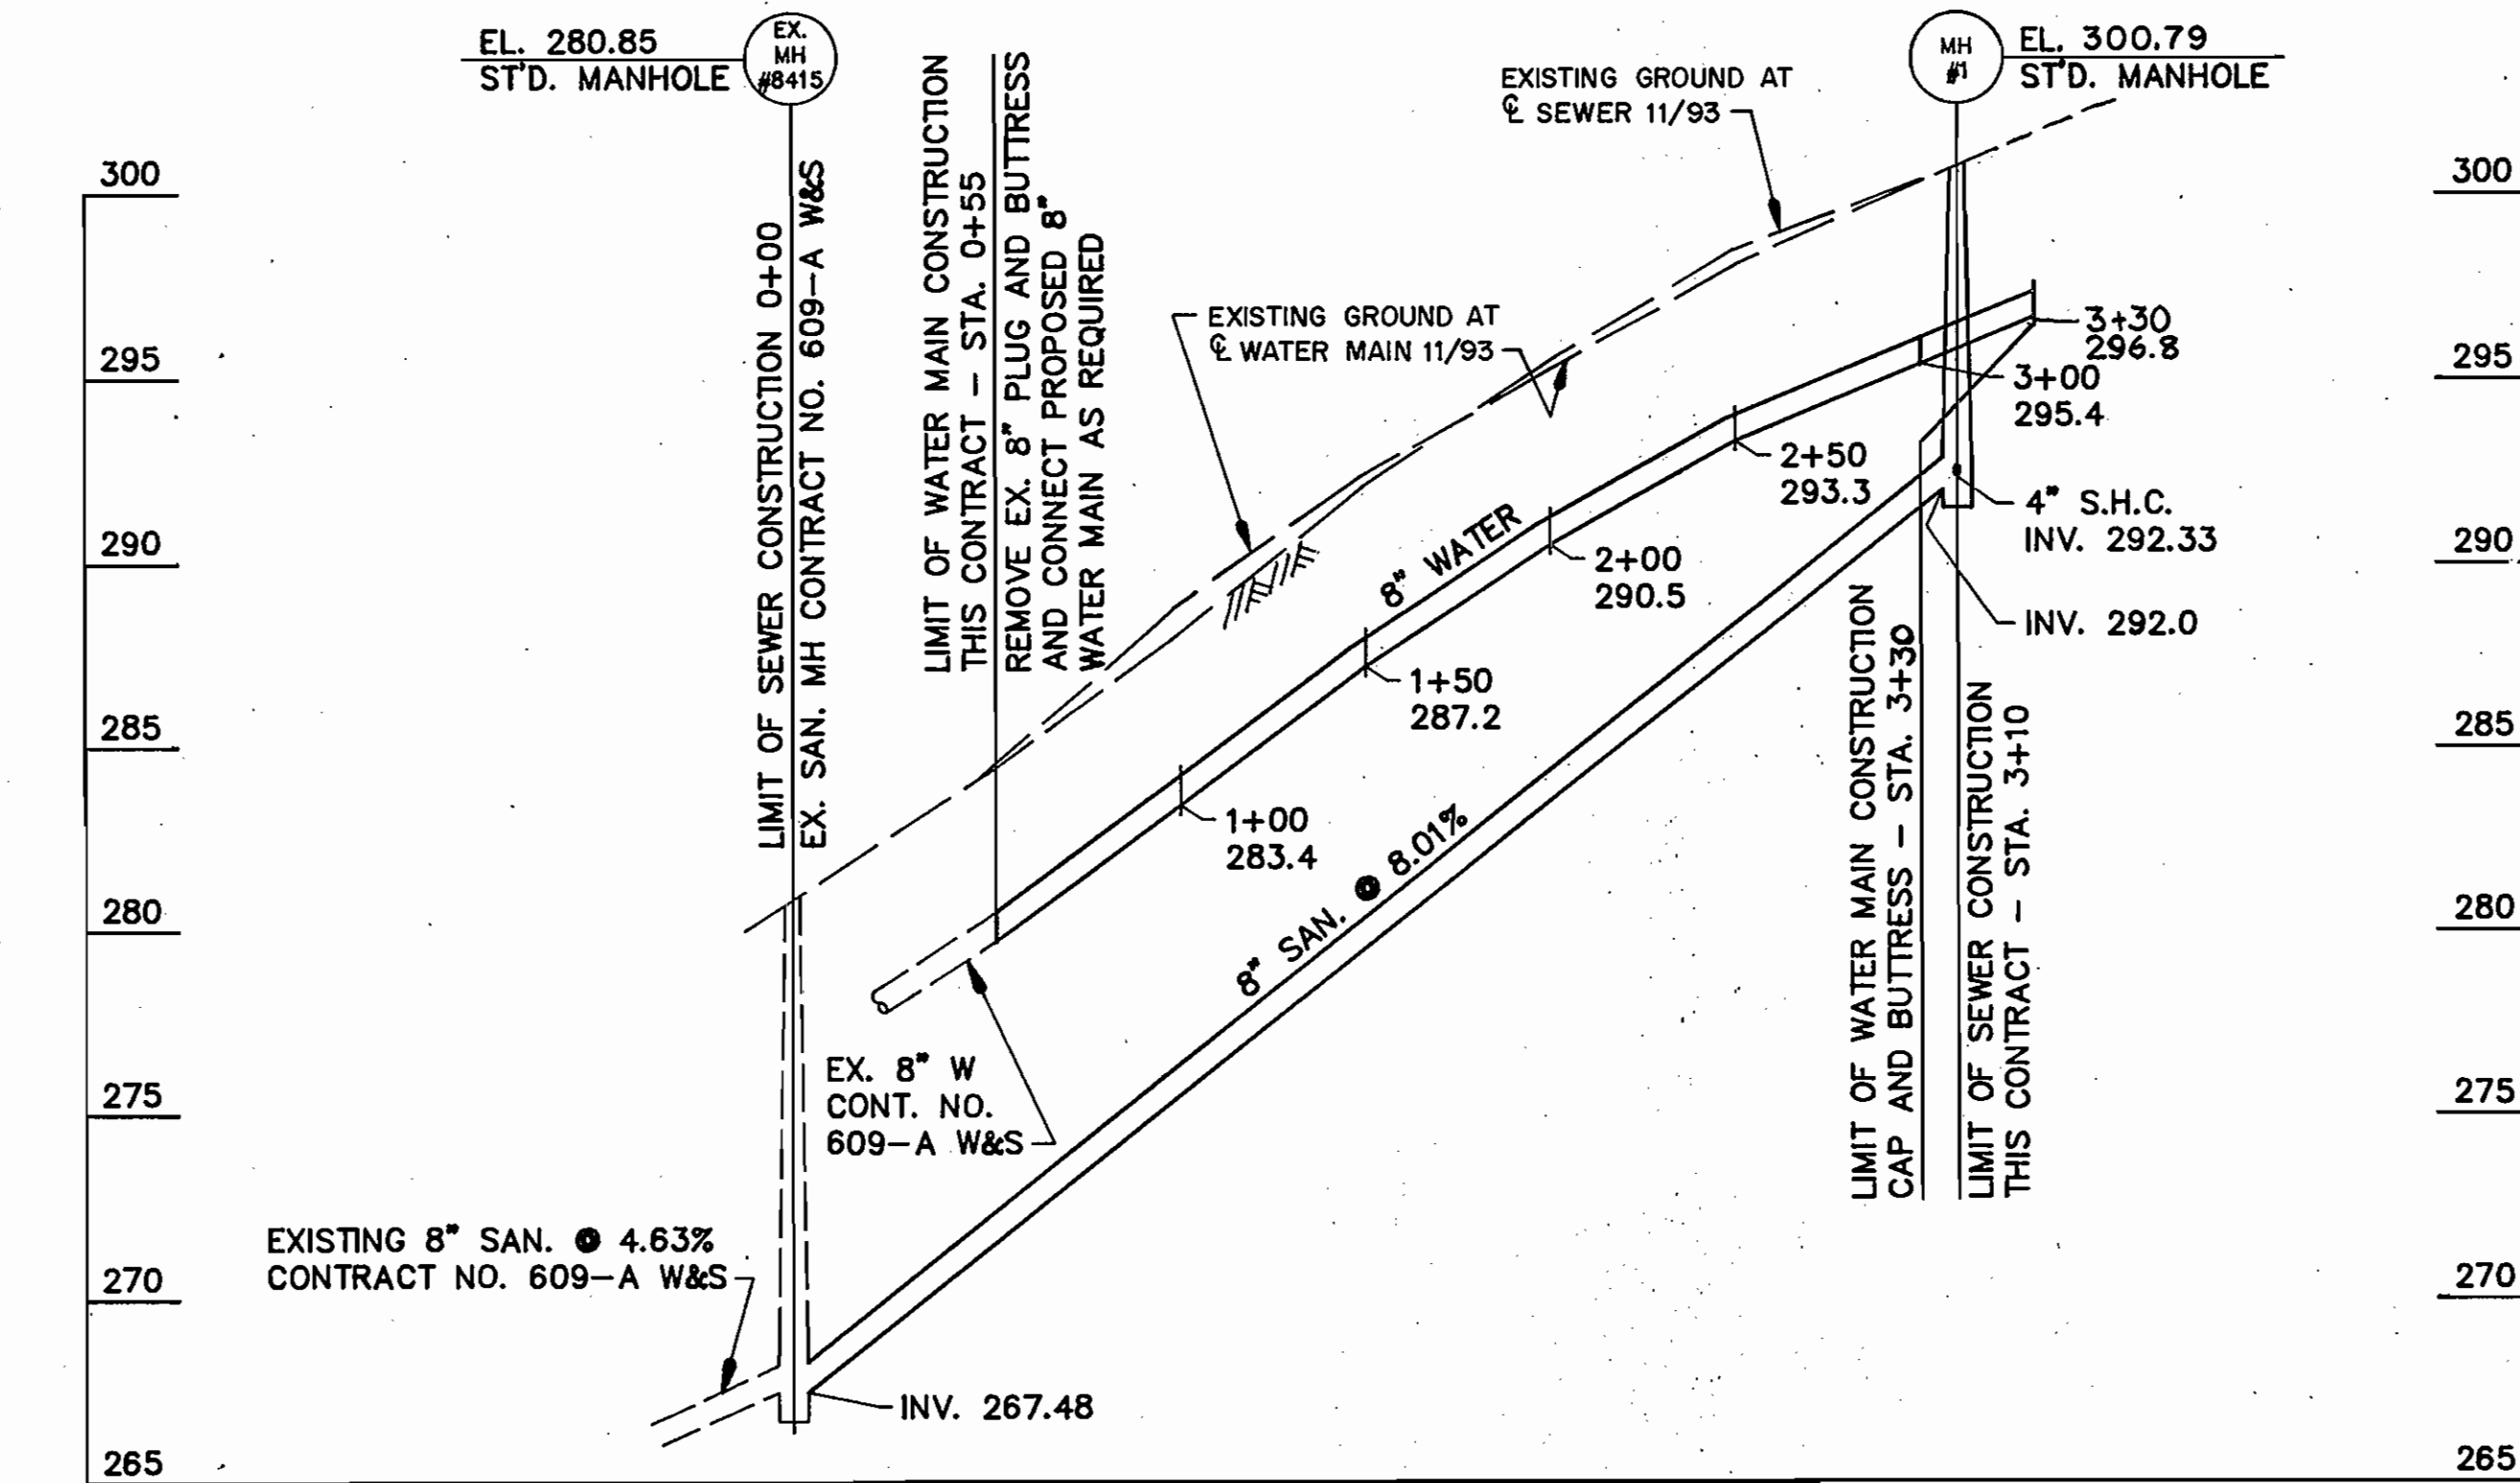 EL. 280.85
ST'D. MANHOLE
EX.
MH
#8415
LIMIT OF SEWER CONSTRUCTION 0+00
EX. SAN. MH CONTRACT NO. 609-A W&S
LIMIT OF WATER MAIN CONSTRUCTION
THIS CONTRACT - STA. 0+55
REMOVE EX. 8" PLUG AND BUTTRESS
AND CONNECT PROPOSED 8"
WATER MAIN AS REQUIRED
EXISTING GROUND AT
℄ SEWER 11/93
MH
#1
EL. 300.79
ST'D. MANHOLE
EXISTING GROUND AT
℄ WATER MAIN 11/93
300
295
290
285
280
275
270
265
300
295
290
285
280
275
270
265
3+30
296.8
3+00
295.4
2+50
293.3
4" S.H.C.
INV. 292.33
8" WATER
2+00
290.5
INV. 292.0
1+50
287.2
1+00
283.4
8" SAN. @ 8.01%
LIMIT OF WATER MAIN CONSTRUCTION
CAP AND BUTTRESS - STA. 3+30
LIMIT OF SEWER CONSTRUCTION
THIS CONTRACT - STA. 3+10
EX. 8" W
CONT. NO.
609-A W&S
EXISTING 8" SAN. @ 4.63%
CONTRACT NO. 609-A W&S
INV. 267.48